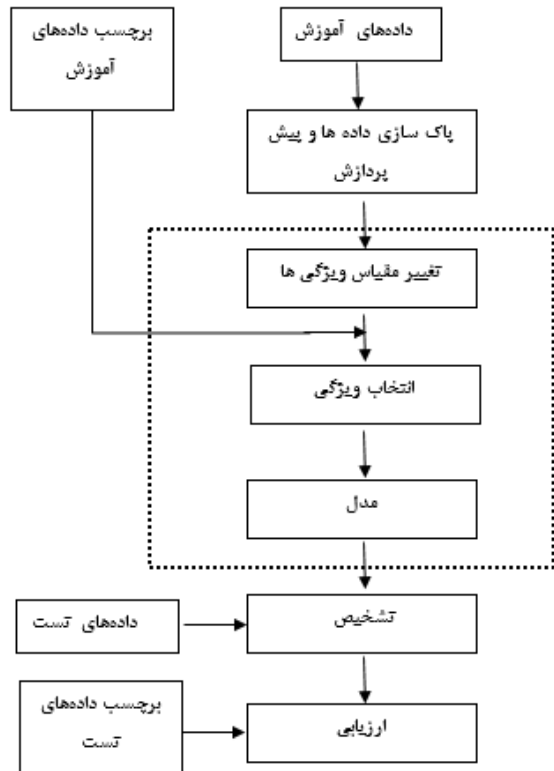 برچسب داده‌های
آموزش
داده‌های آموزش
پاک سازی داده ها و پیش
پردازش
تغییر مقیاس ویژگی ها
انتخاب ویژگی
مدل
تشخیص
داده‌های تست
ارزیابی
برچسب داده‌های
تست